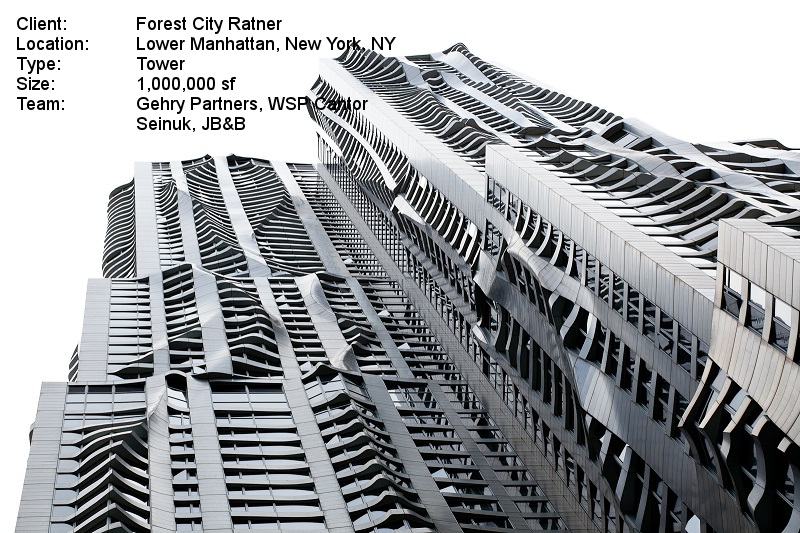 Client: Forest City Ratner
Location: Lower Manhattan, New York, NY
Type: Tower
Size: 1,000,000 sf
Team: Gehry Partners, WSP Cantor
Seinuk, JB&B